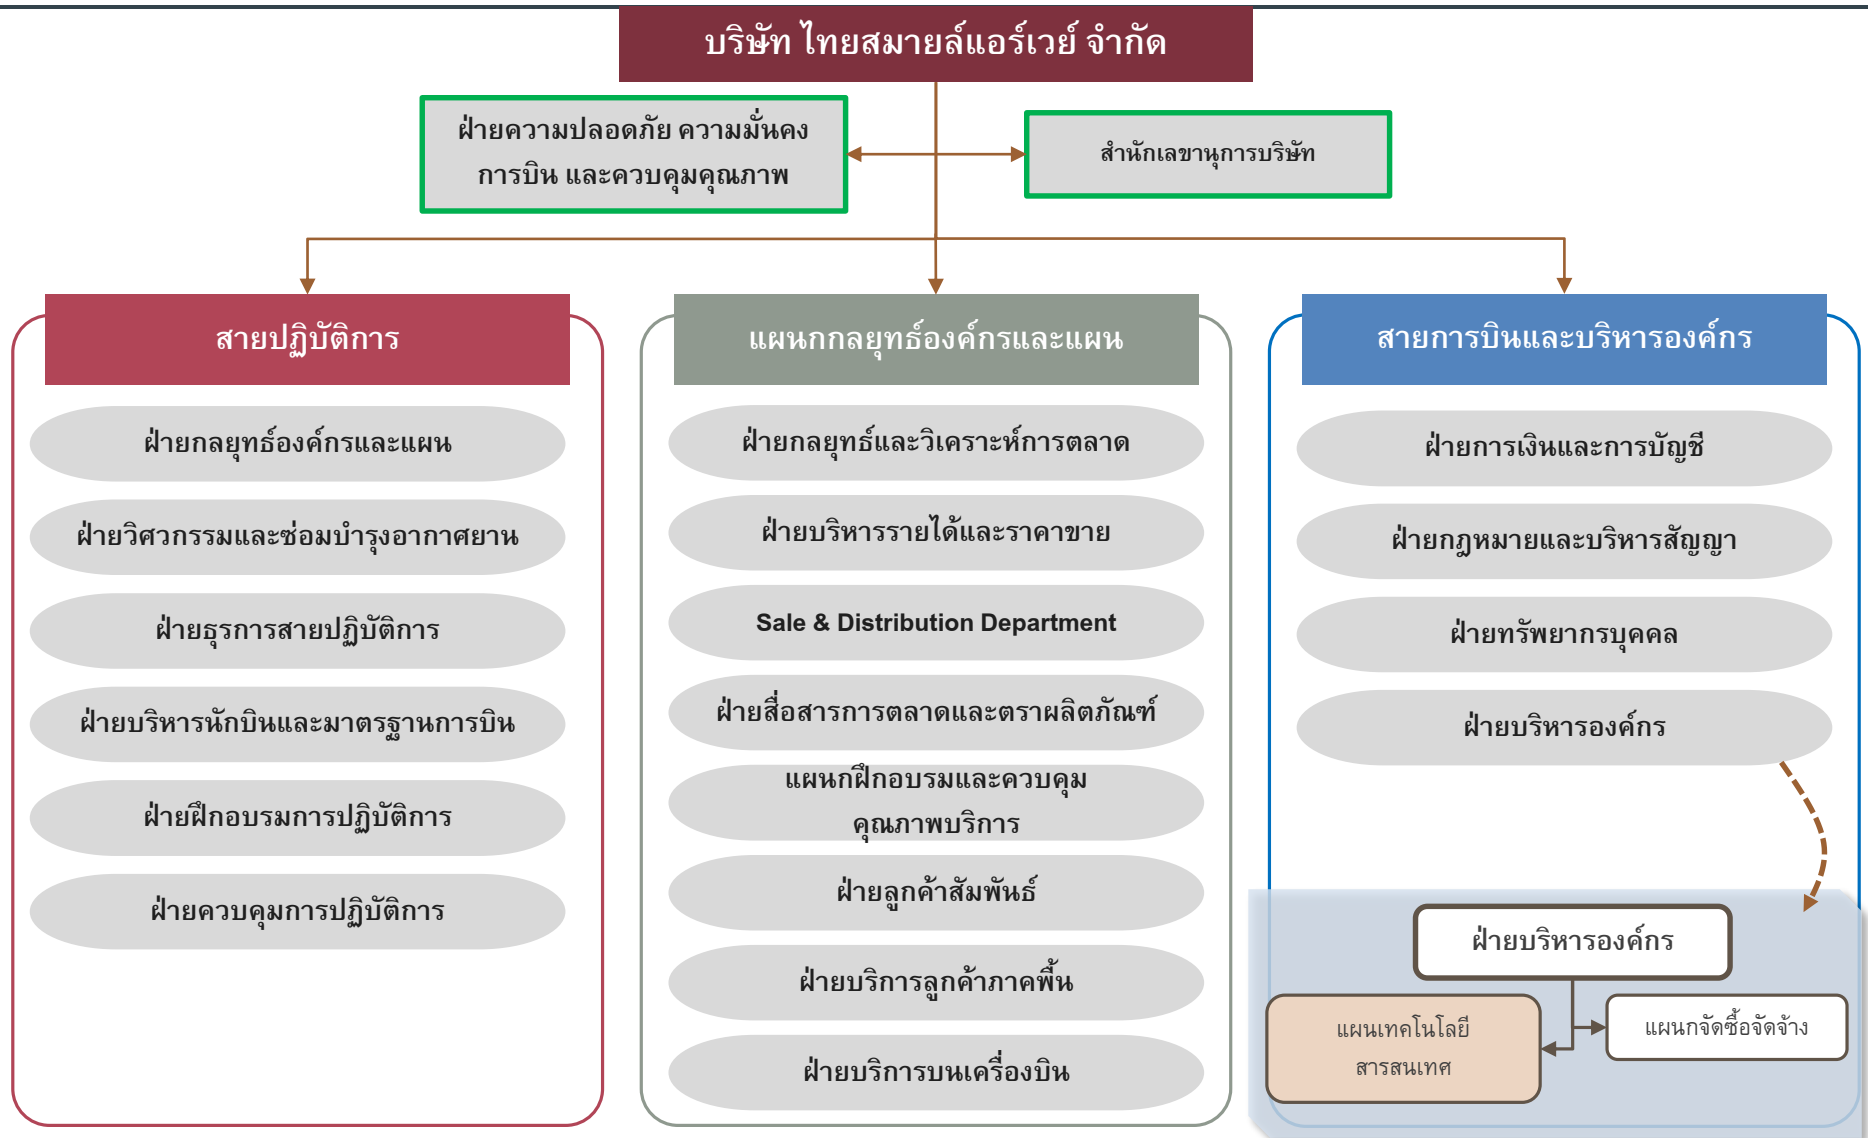 บริษัท ไทยสมายล์แอร์เวย์ จำกัด
ฝ่ายความปลอดภัย ความมั่นคง
การบิน และควบคุมคุณภาพ
สำนักเลขานุการบริษัท
สายปฏิบัติการ
ฝ่ายกลยุทธ์องค์กรและแผน
ฝ่ายวิศวกรรมและซ่อมบำรุงอากาศยาน
ฝ่ายธุรการสายปฏิบัติการ
ฝ่ายบริหารนักบินและมาตรฐานการบิน
ฝ่ายฝึกอบรมการปฏิบัติการ
ฝ่ายควบคุมการปฏิบัติการ
แผนกกลยุทธ์องค์กรและแผน
ฝ่ายกลยุทธ์และวิเคราะห์การตลาด
ฝ่ายบริหารรายได้และราคาขาย
Sale & Distribution Department
ฝ่ายสื่อสารการตลาดและตราผลิตภัณฑ์
แผนกฝึกอบรมและควบคุม
คุณภาพบริการ
ฝ่ายลูกค้าสัมพันธ์
ฝ่ายบริการลูกค้าภาคพื้น
ฝ่ายบริการบนเครื่องบิน
สายการบินและบริหารองค์กร
ฝ่ายการเงินและการบัญชี
ฝ่ายกฎหมายและบริหารสัญญา
ฝ่ายทรัพยากรบุคคล
ฝ่ายบริหารองค์กร
ฝ่ายบริหารองค์กร
แผนเทคโนโลยี
สารสนเทศ
แผนกจัดซื้อจัดจ้าง